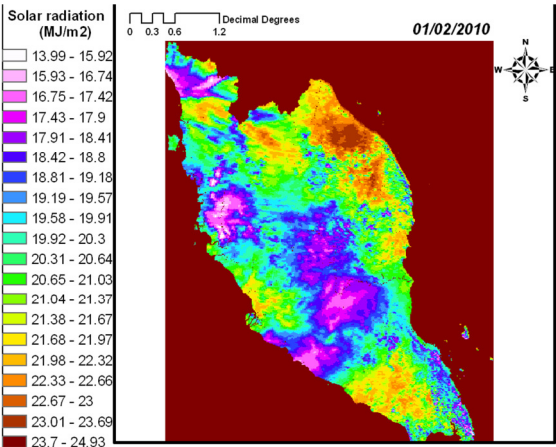 Solar radiation
(MJ/m2)
13.99 - 15.92
15.93 - 16.74
16.75 - 17.42
17.43 - 17.9
17.91 - 18.41
18.42 - 18.8
18.81 - 19.18
19.19 - 19.57
19.58 - 19.91
19.92 - 20.3
20.31 - 20.64
20.65 - 21.03
21.04 - 21.37
21.38 - 21.67
21.68 - 21.97
21.98 - 22.32
22.33 - 22.66
22.67 - 23
23.01 - 23.69
23.7 - 24.93
Decimal Degrees
0 0.3 0.6 1.2
01/02/2010
N
W E
S